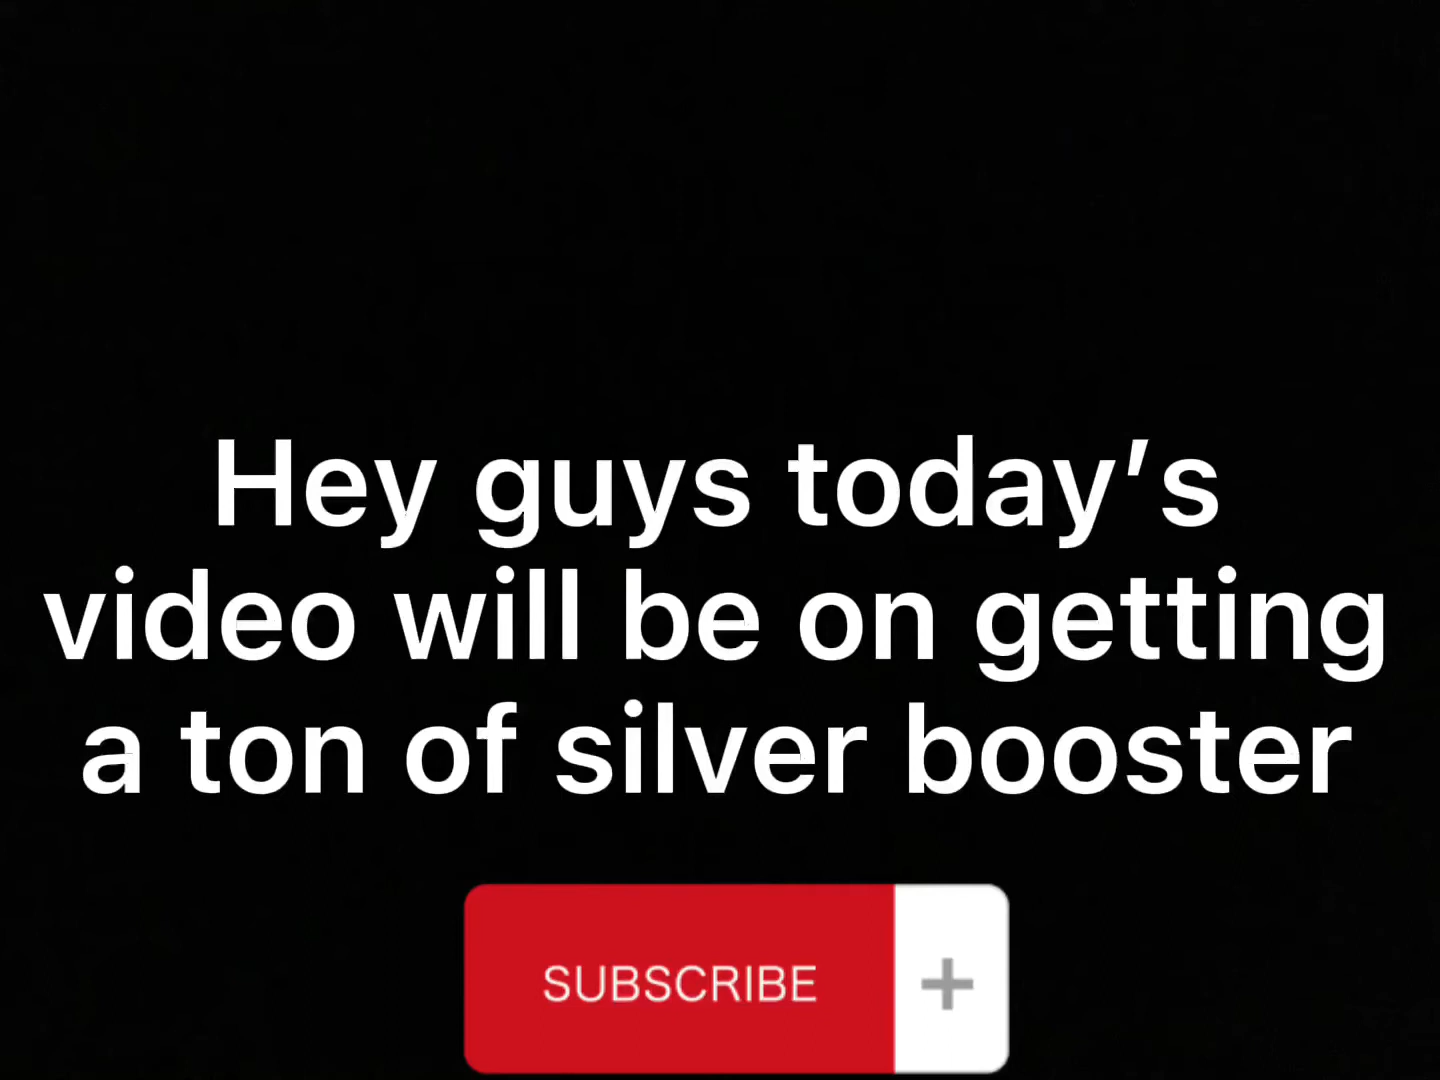 Hey guys today’s
video will be on getting
a ton of silver booster
SUBSCRIBE +